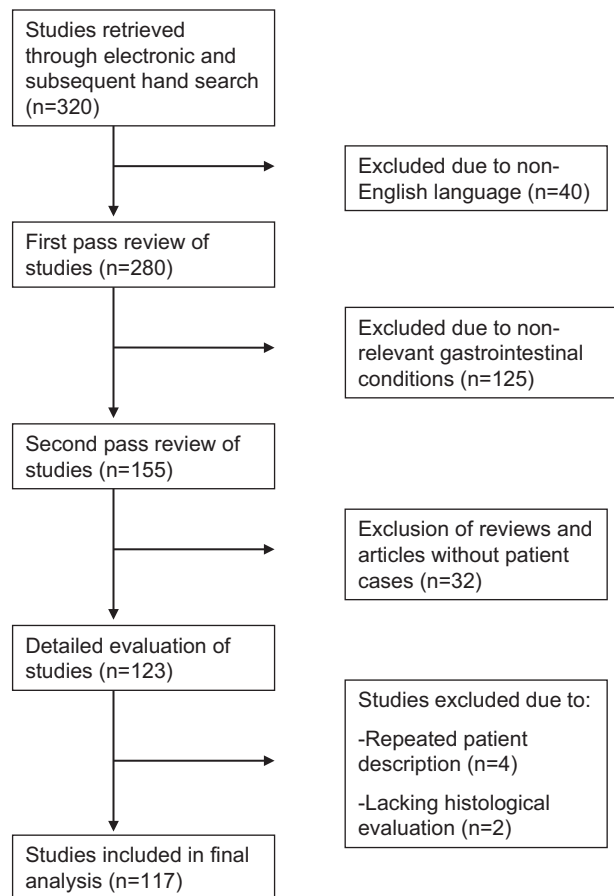 Studies retrieved
through electronic and
subsequent hand search
(n=320)
Excluded due to non-
English language (n=40)
First pass review of
studies (n=280)
Excluded due to non-
relevant gastrointestinal
conditions (n=125)
Second pass review of
studies (n=155)
Exclusion of reviews and
articles without patient
cases (n=32)
Detailed evaluation of
studies (n=123)
Studies excluded due to:
-Repeated patient
description (n=4)
-Lacking histological
evaluation (n=2)
Studies included in final
analysis (n=117)